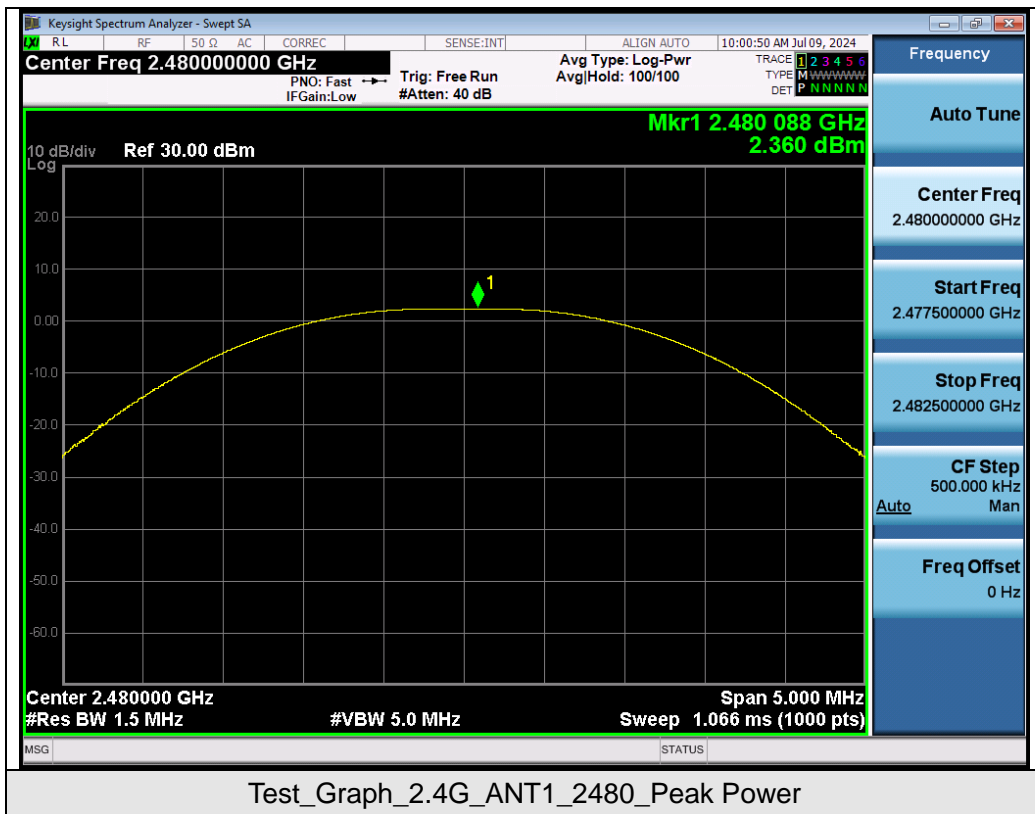 Keysight Spectrum Analyzer - Swept SA
LXI RL RF 50 Ω AC CORREC SENSE:INT ALIGN AUTO 10:00:50 AM Jul 09, 2024
Center Freq 2.480000000 GHz
PNO: Fast
IFGain:Low
Trig: Free Run
#Atten: 40 dB
Avg Type: Log-Pwr
Avg|Hold: 100/100
TRACE 1 2 3 4 5 6
TYPE M WWWWW
DET P N N N N N
Mkr1 2.480 088 GHz
2.360 dBm
10 dB/div Ref 30.00 dBm
Log
20.0
10.0
0.00
-10.0
-20.0
-30.0
-40.0
-50.0
-60.0
1
Center 2.480000 GHz Span 5.000 MHz
#Res BW 1.5 MHz #VBW 5.0 MHz Sweep 1.066 ms (1000 pts)
MSG STATUS
Frequency
Auto Tune
Center Freq
2.480000000 GHz
Start Freq
2.477500000 GHz
Stop Freq
2.482500000 GHz
CF Step
500.000 kHz
Auto Man
Freq Offset
0 Hz
Test_Graph_2.4G_ANT1_2480_Peak Power